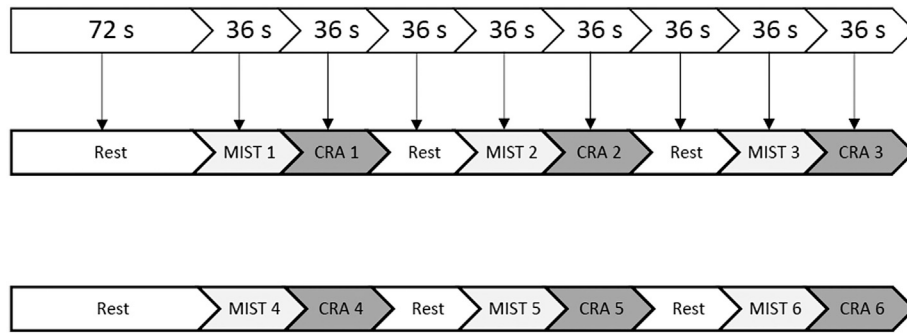 72 s 36 s 36 s 36 s 36 s 36 s 36 s 36 s 36 s
Rest MIST 1 CRA 1 Rest MIST 2 CRA 2 Rest MIST 3 CRA 3
Rest MIST 4 CRA 4 Rest MIST 5 CRA 5 Rest MIST 6 CRA 6